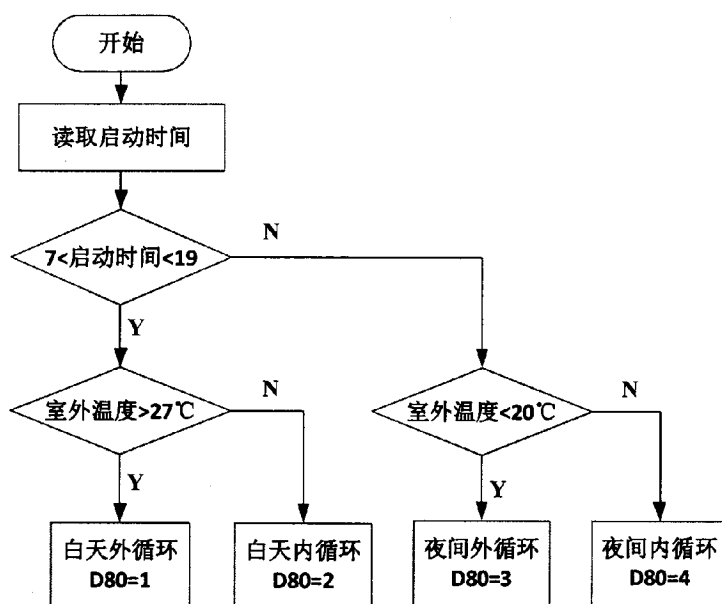 开始
读取启动时间
7<启动时间<19
N
Y
室外温度>27℃
N
室外温度<20℃
N
Y
Y
白天外循环
D80=1
白天内循环
D80=2
夜间外循环
D80=3
夜间内循环
D80=4